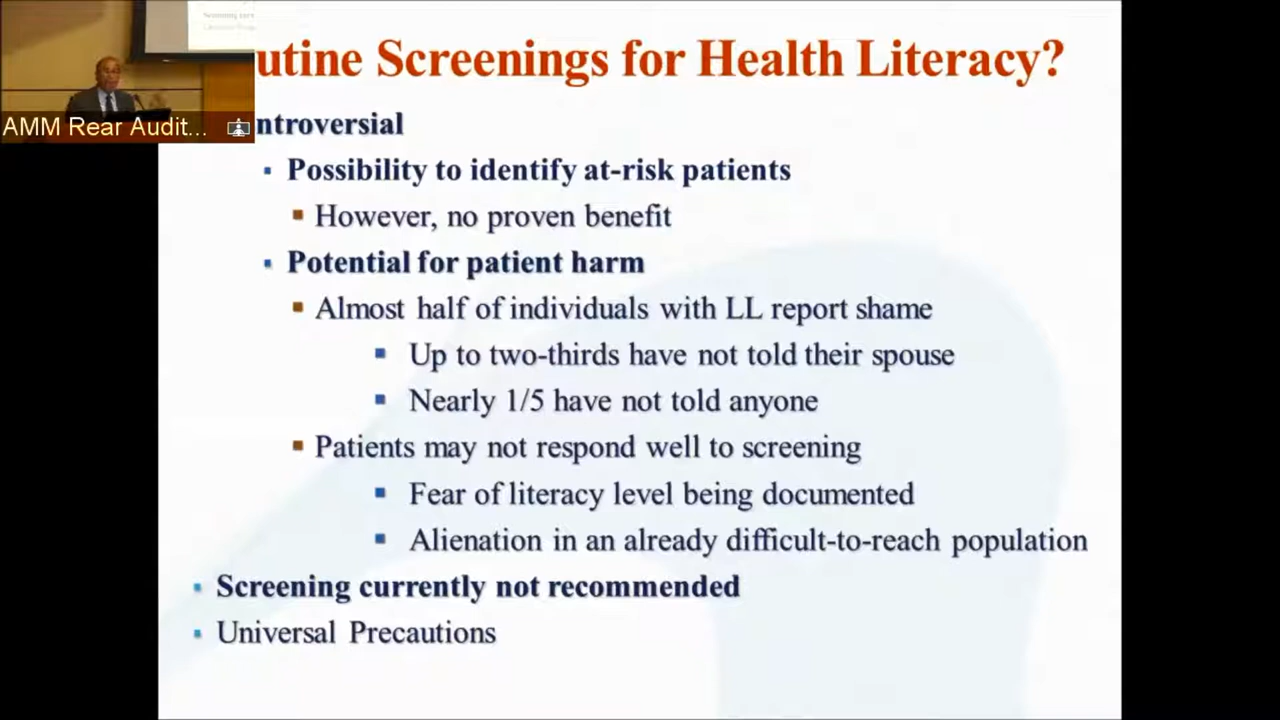 utine Screenings for Health Literacy?
AMM Rear Audit...
ntroversial
Possibility to identify at-risk patients
However, no proven benefit
Potential for patient harm
Almost half of individuals with LL report shame
Up to two-thirds have not told their spouse
Nearly 1/5 have not told anyone
Patients may not respond well to screening
Fear of literacy level being documented
Alienation in an already difficult-to-reach population
Screening currently not recommended
Universal Precautions